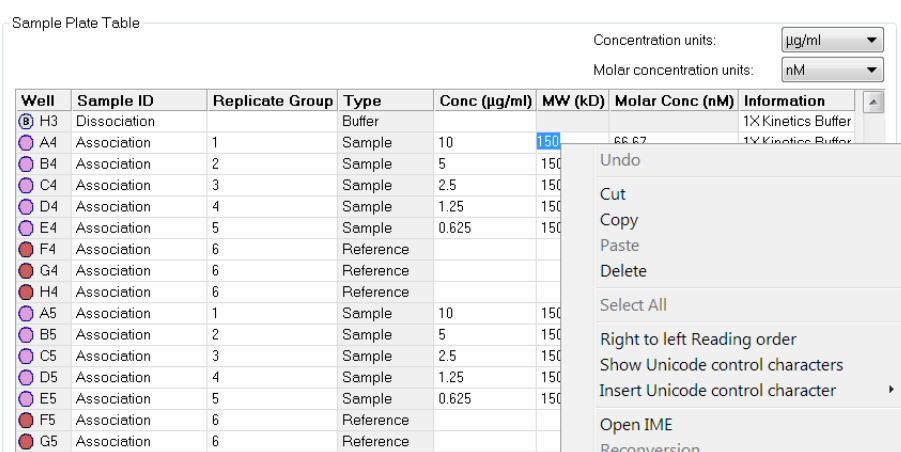 Sample Plate Table
Concentration units: µg/ml
Molar concentration units: nM
Well Sample ID Replicate Group Type Conc (µg/ml) MW (kD) Molar Conc (nM) Information
B H3 Dissociation Buffer 1X Kinetics Buffer
A4 Association 1 Sample 10 150 66.67 1X Kinetics Buffer
B4 Association 2 Sample 5 150
C4 Association 3 Sample 2.5 150
D4 Association 4 Sample 1.25 150
E4 Association 5 Sample 0.625 150
F4 Association 6 Reference
G4 Association 6 Reference
H4 Association 6 Reference
A5 Association 1 Sample 10 150
B5 Association 2 Sample 5 150
C5 Association 3 Sample 2.5 150
D5 Association 4 Sample 1.25 150
E5 Association 5 Sample 0.625 150
F5 Association 6 Reference
G5 Association 6 Reference
Undo
Cut
Copy
Paste
Delete
Select All
Right to left Reading order
Show Unicode control characters
Insert Unicode control character
Open IME
Reconversion